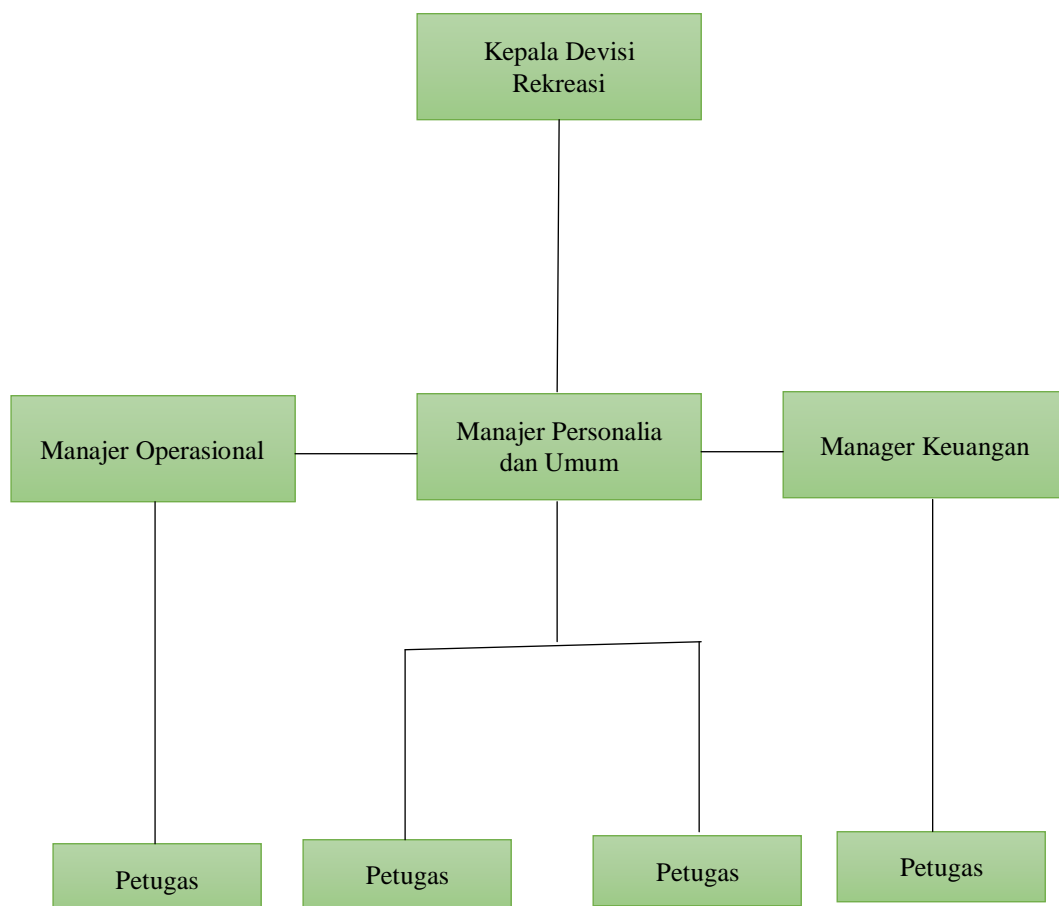 Kepala Devisi
Rekreasi
Manajer Operasional
Manajer Personalia
dan Umum
Manager Keuangan
Petugas
Petugas
Petugas
Petugas